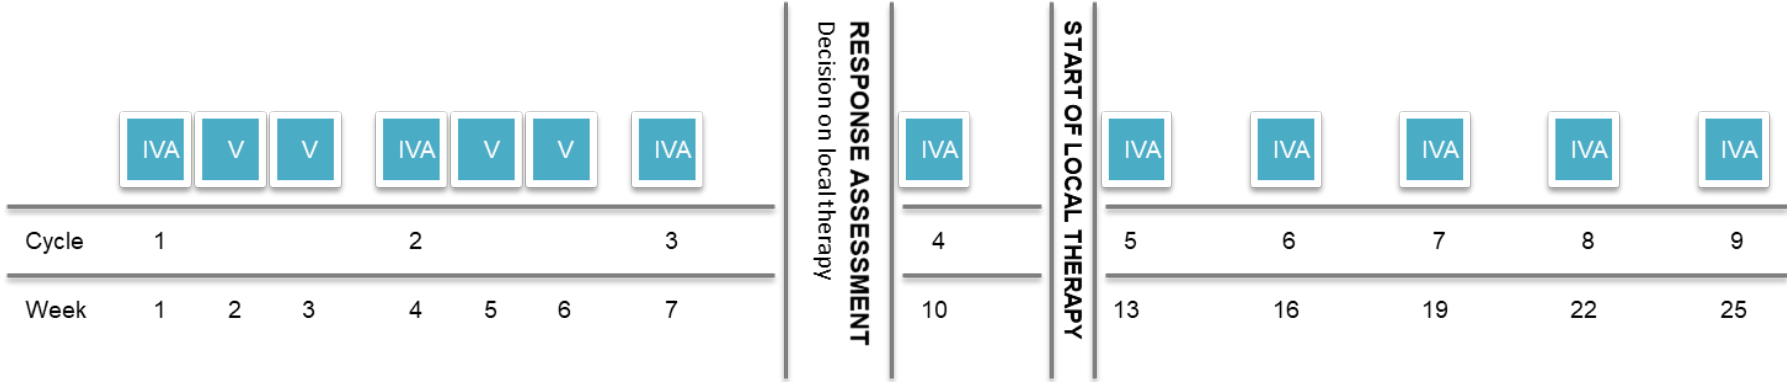 IVA V V IVA V V IVA
Cycle 1 2 3
Week 1 2 3 4 5 6 7
RESPONSE ASSESSMENT
Decision on local therapy
IVA
4
10
START OF LOCAL THERAPY
IVA IVA IVA IVA IVA
5 6 7 8 9
13 16 19 22 25